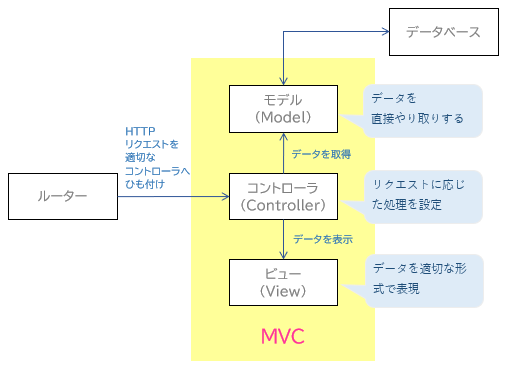 データベース
モデル
(Model)
データを
直接やり取りする
HTTP
リクエストを
適切な
コントローラへ
ひも付け
データを取得
ルーター
コントローラ
(Controller)
リクエストに応じ
た処理を設定
データを表示
ビュー
(View)
データを適切な形
式で表現
MVC